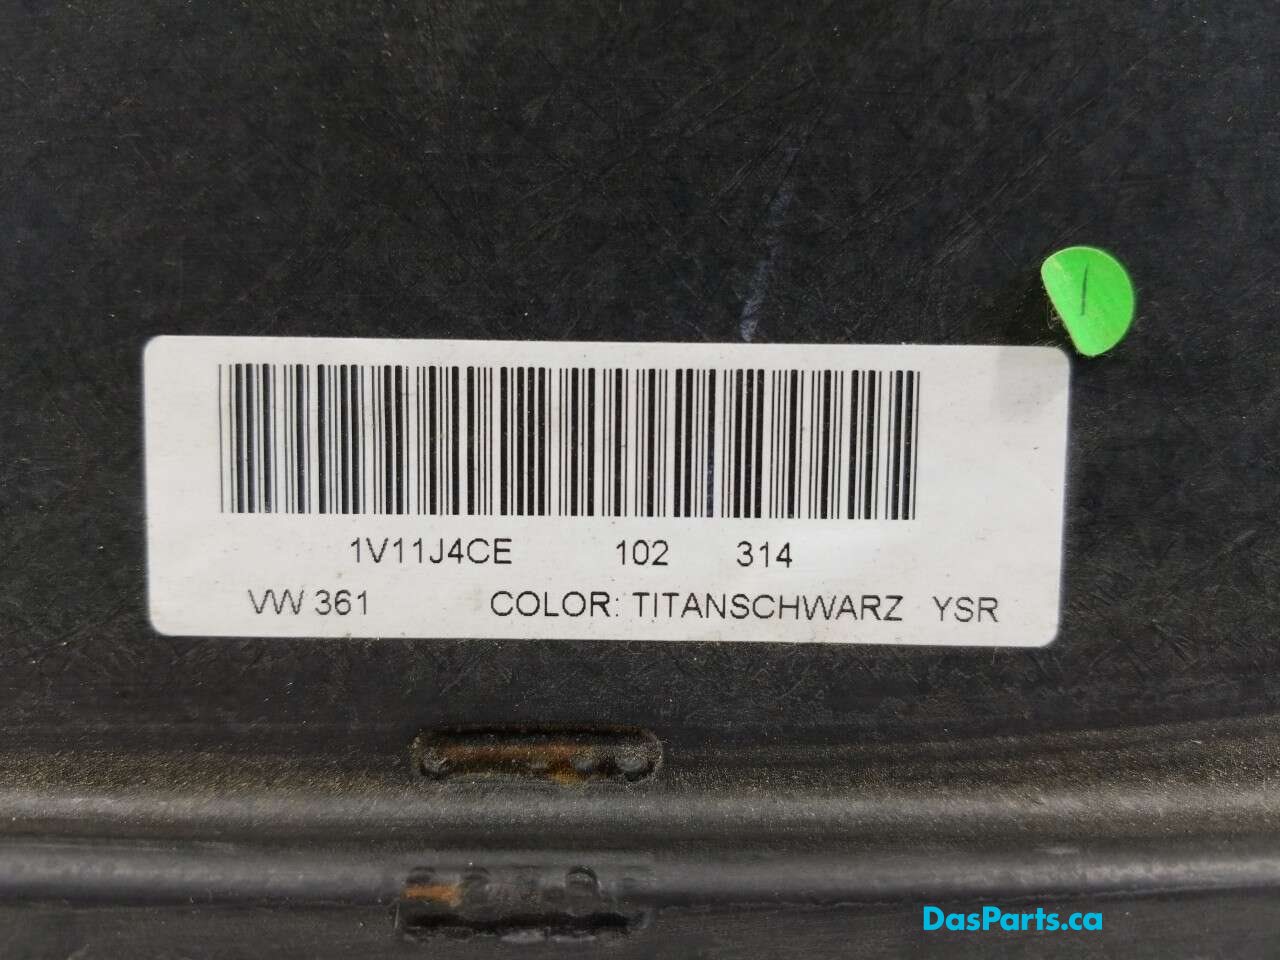 1V11J4CE 102 314
VW 361 COLOR: TITANSCHWARZ YSR
DasParts.ca